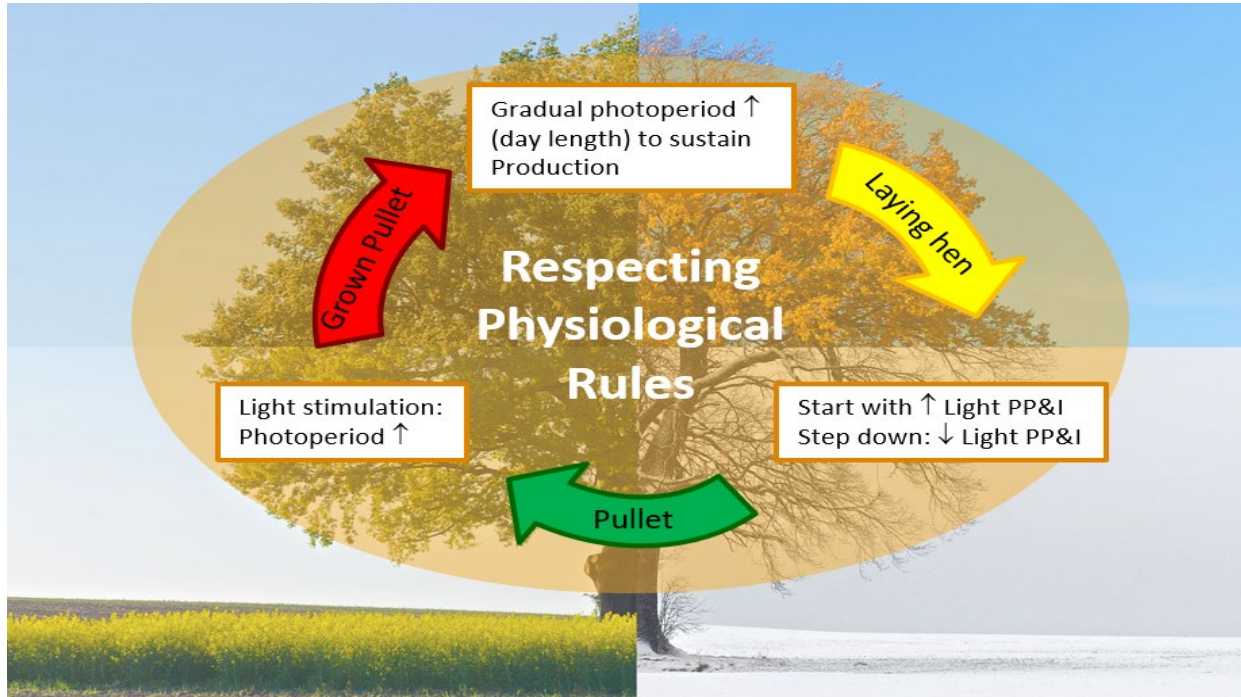 Gradual photoperiod ↑
(day length) to sustain
Production
Grown Pullet
Laying hen
Respecting
Physiological
Rules
Light stimulation:
Photoperiod ↑
Start with ↑ Light PP&I
Step down: ↓ Light PP&I
Pullet